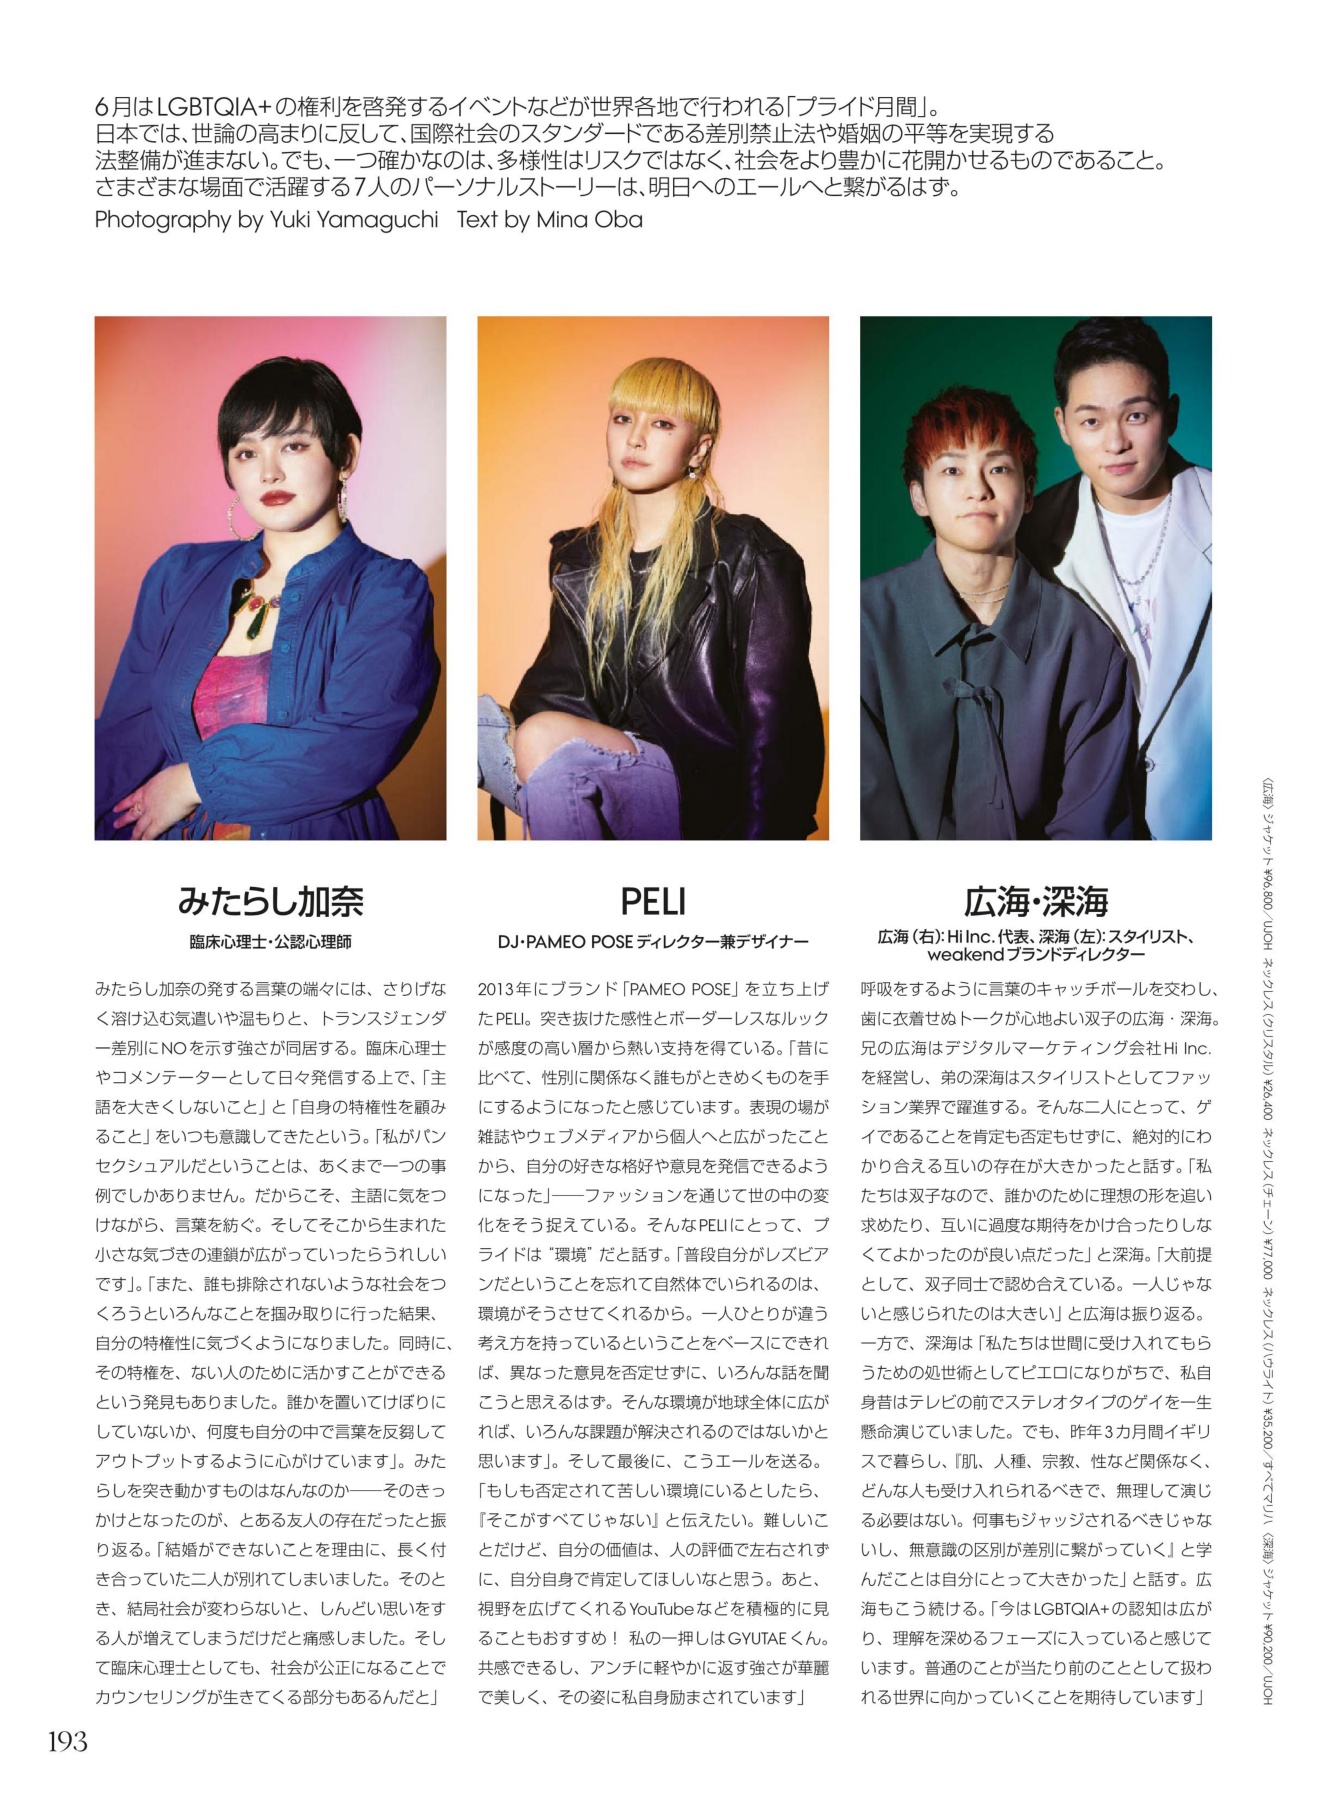 6月はLGBTQIA+の権利を啓発するイベントなどが世界各地で行われる「プライド月間」。
日本では、世論の高まりに反して、国際社会のスタンダードである差別禁止法や婚姻の平等を実現する
法整備が進まない。でも、一つ確かなのは、多様性はリスクではなく、社会をより豊かに花開かせるものであること。
さまざまな場面で活躍する7人のパーソナルストーリーは、明日へのエールへと繋がるはず。
Photography by Yuki Yamaguchi Text by Mina Oba
みたらし加奈
臨床心理士・公認心理師
みたらし加奈の発する言葉の端々には、さりげな
く溶け込む気遣いや温もりと、トランスジェンダ
ー差別にNOを示す強さが同居する。臨床心理士
やコメンテーターとして日々発信する上で、「主
語を大きくしないこと」と「自身の特権性を顧み
ること」をいつも意識してきたという。「私がパン
セクシュアルだということは、あくまで一つの事
例でしかありません。だからこそ、主語に気をつ
けながら、言葉を紡ぐ。そしてそこから生まれた
小さな気づきの連鎖が広がっていったらうれしい
です」。「また、誰も排除されないような社会をつ
くろうといろんなことを掴み取りに行った結果、
自分の特権性に気づくようになりました。同時に、
その特権を、ない人のために活かすことができる
という発見もありました。誰かを置いてけぼりに
していないか、何度も自分の中で言葉を反芻して
アウトプットするように心がけています」。みた
らしを突き動かすものはなんなのか——そのきっ
かけとなったのが、とある友人の存在だったと振
り返る。「結婚ができないことを理由に、長く付
き合っていた二人が別れてしまいました。そのと
き、結局社会が変わらないと、しんどい思いをす
る人が増えてしまうだけだと痛感しました。そし
て臨床心理士としても、社会が公正になることで
カウンセリングが生きてくる部分もあるんだと」
PELI
DJ・PAMEO POSE ディレクター兼デザイナー
2013年にブランド「PAMEO POSE」を立ち上げ
たPELI。突き抜けた感性とボーダーレスなルック
が感度の高い層から熱い支持を得ている。「昔に
比べて、性別に関係なく誰もがときめくものを手
にするようになったと感じています。表現の場が
雑誌やウェブメディアから個人へと広がったこと
から、自分の好きな格好や意見を発信できるよう
になった」——ファッションを通じて世の中の変
化をそう捉えている。そんなPELIにとって、プ
ライドは“環境”だと話す。「普段自分がレズビア
ンだということを忘れて自然体でいられるのは、
環境がそうさせてくれるから。一人ひとりが違う
考え方を持っているということをベースにできれ
ば、異なった意見を否定せずに、いろんな話を聞
こうと思えるはず。そんな環境が地球全体に広が
れば、いろんな課題が解決されるのではないかと
思います」。そして最後に、こうエールを送る。
「もしも否定されて苦しい環境にいるとしたら、
『そこがすべてじゃない』と伝えたい。難しいこ
とだけど、自分の価値は、人の評価で左右されず
に、自分自身で肯定してほしいなと思う。あと、
視野を広げてくれるYouTubeなどを積極的に見
ることもおすすめ！ 私の一押しはGYUTAEくん。
共感できるし、アンチに軽やかに返す強さが華麗
で美しく、その姿に私自身励まされています」
広海・深海
広海（右）：Hi Inc.代表、深海（左）：スタイリスト、
weakendブランドディレクター
呼吸をするように言葉のキャッチボールを交わし、
歯に衣着せぬトークが心地よい双子の広海・深海。
兄の広海はデジタルマーケティング会社Hi Inc.
を経営し、弟の深海はスタイリストとしてファッ
ション業界で躍進する。そんな二人にとって、ゲ
イであることを肯定も否定もせずに、絶対的にわ
かり合える互いの存在が大きかったと話す。「私
たちは双子なので、誰かのために理想の形を追い
求めたり、互いに過度な期待をかけ合ったりしな
くてよかったのが良い点だった」と深海。「大前提
として、双子同士で認め合えている。一人じゃな
いと感じられたのは大きい」と広海は振り返る。
一方で、深海は「私たちは世間に受け入れてもら
うための処世術としてピエロになりがちで、私自
身昔はテレビの前でステレオタイプのゲイを一生
懸命演じていました。でも、昨年3カ月間イギリ
スで暮らし、『肌、人種、宗教、性など関係なく、
どんな人も受け入れられるべきで、無理して演じ
る必要はない。何事もジャッジされるべきじゃな
いし、無意識の区別が差別に繋がっていく』と学
んだことは自分にとって大きかった」と話す。広
海もこう続ける。「今はLGBTQIA+の認知は広が
り、理解を深めるフェーズに入っていると感じて
います。普通のことが当たり前のこととして扱わ
れる世界に向かっていくことを期待しています」
〈広海〉ジャケット¥96,800／UJOH ネックレス（クリスタル）¥26,400 ネックレス（チェーン）¥77,000 ネックレス（ハウライト）¥35,200／すべてマリハ 〈深海〉ジャケット¥90,200／UJOH
193